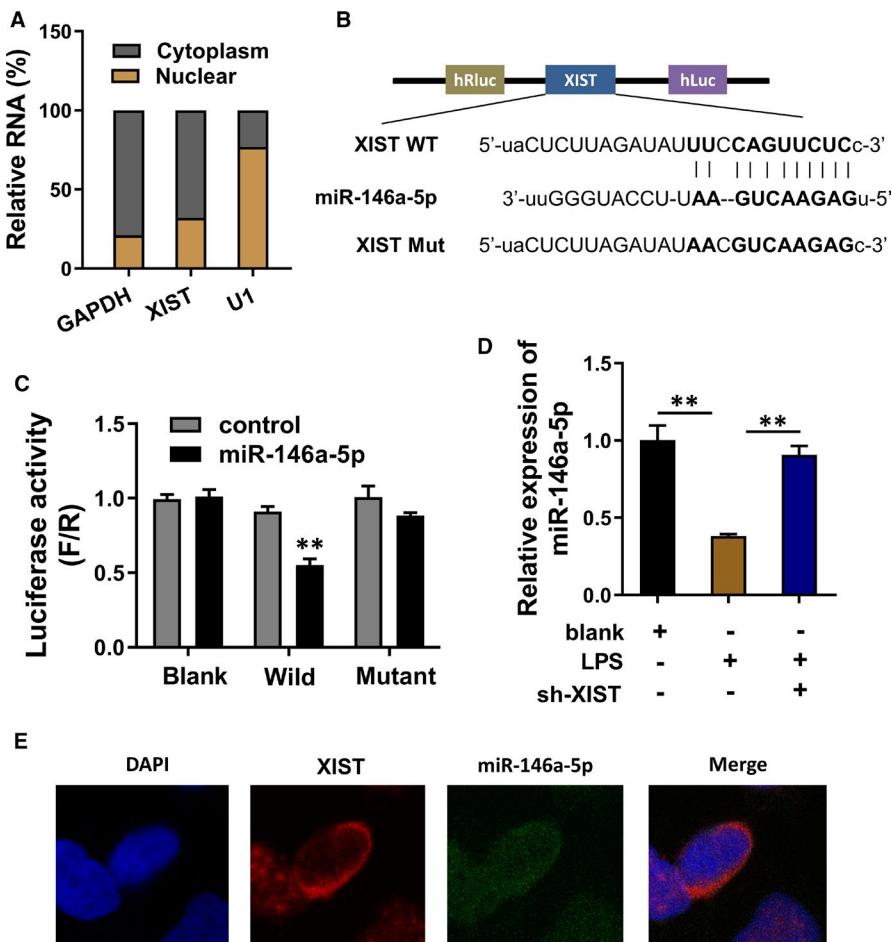 A
Relative RNA (%)
150
100
50
0
Cytoplasm
Nuclear
GAPDH
XIST
U1
B
hRluc
XIST
hLuc
XIST WT 5'-uaCUCUUAGAUAUUUCCAGUUCUCc-3'
miR-146a-5p 3'-uuGGGUACCU-UAA--GUCAAGAGu-5'
XIST Mut 5'-uaCUCUUAGAUAUAACGUCAAGAGc-3'
C
Luciferase activity
(F/R)
1.5
1.0
0.5
0.0
control
miR-146a-5p
**
Blank
Wild
Mutant
D
Relative expression of
miR-146a-5p
1.5
1.0
0.5
0.0
**
**
blank + - -
LPS - + +
sh-XIST - - +
E
DAPI
XIST
miR-146a-5p
Merge